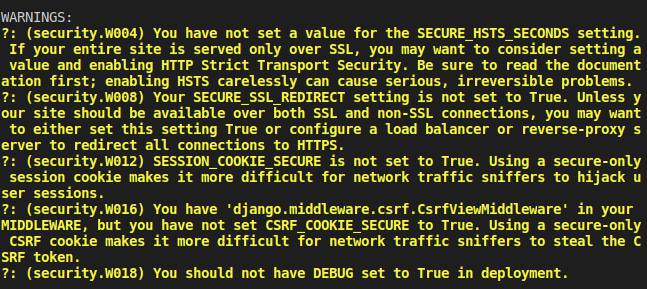 WARNINGS:
?: (security.W004) You have not set a value for the SECURE_HSTS_SECONDS setting.
 If your entire site is served only over SSL, you may want to consider setting a
 value and enabling HTTP Strict Transport Security. Be sure to read the document
ation first; enabling HSTS carelessly can cause serious, irreversible problems.
?: (security.W008) Your SECURE_SSL_REDIRECT setting is not set to True. Unless y
our site should be available over both SSL and non-SSL connections, you may want
 to either set this setting True or configure a load balancer or reverse-proxy s
erver to redirect all connections to HTTPS.
?: (security.W012) SESSION_COOKIE_SECURE is not set to True. Using a secure-only
 session cookie makes it more difficult for network traffic sniffers to hijack u
ser sessions.
?: (security.W016) You have 'django.middleware.csrf.CsrfViewMiddleware' in your
MIDDLEWARE, but you have not set CSRF_COOKIE_SECURE to True. Using a secure-only
 CSRF cookie makes it more difficult for network traffic sniffers to steal the C
SRF token.
?: (security.W018) You should not have DEBUG set to True in deployment.